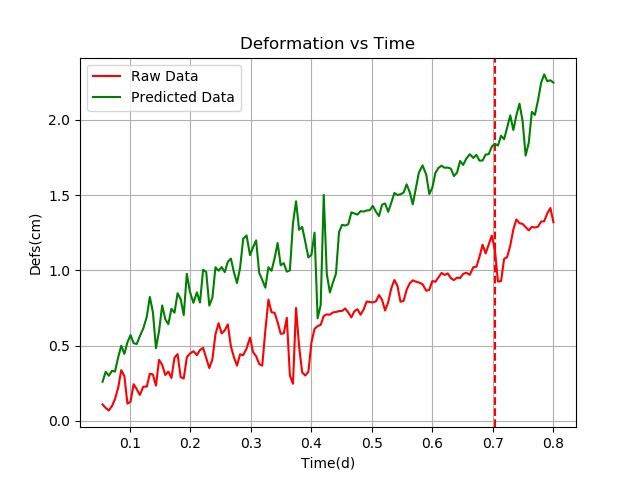 Deformation vs Time
Raw Data
Predicted Data
2.0
1.5
1.0
0.5
0.0
Defs(cm)
0.1 0.2 0.3 0.4 0.5 0.6 0.7 0.8
Time(d)